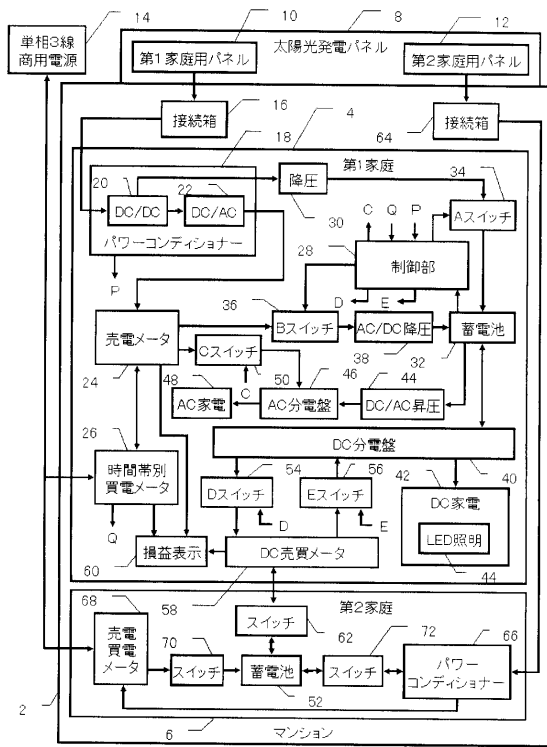 14
10
8
12
単相3線
商用電源
第1家庭用パネル
太陽光発電パネル
第2家庭用パネル
接続箱
16
4
64
接続箱
18
第1家庭
34
20
22
降圧
DC/DC
DC/AC
30
Aスイッチ
パワーコンディショナー
C
Q
P
28
制御部
P
36
D
E
売電メータ
Bスイッチ
AC/DC降圧
蓄電池
Cスイッチ
38
32
24
48
50
46
44
C
AC家電
AC分電盤
DC/AC昇圧
26
DC分電盤
時間帯別
買電メータ
54
56
42
40
Dスイッチ
Eスイッチ
DC家電
Q
D
E
LED照明
損益表示
DC売買メータ
60
58
44
68
第2家庭
スイッチ
売電
買電
メータ
70
62
72
66
スイッチ
蓄電池
スイッチ
パワー
コンディショナー
52
2
6
マンション